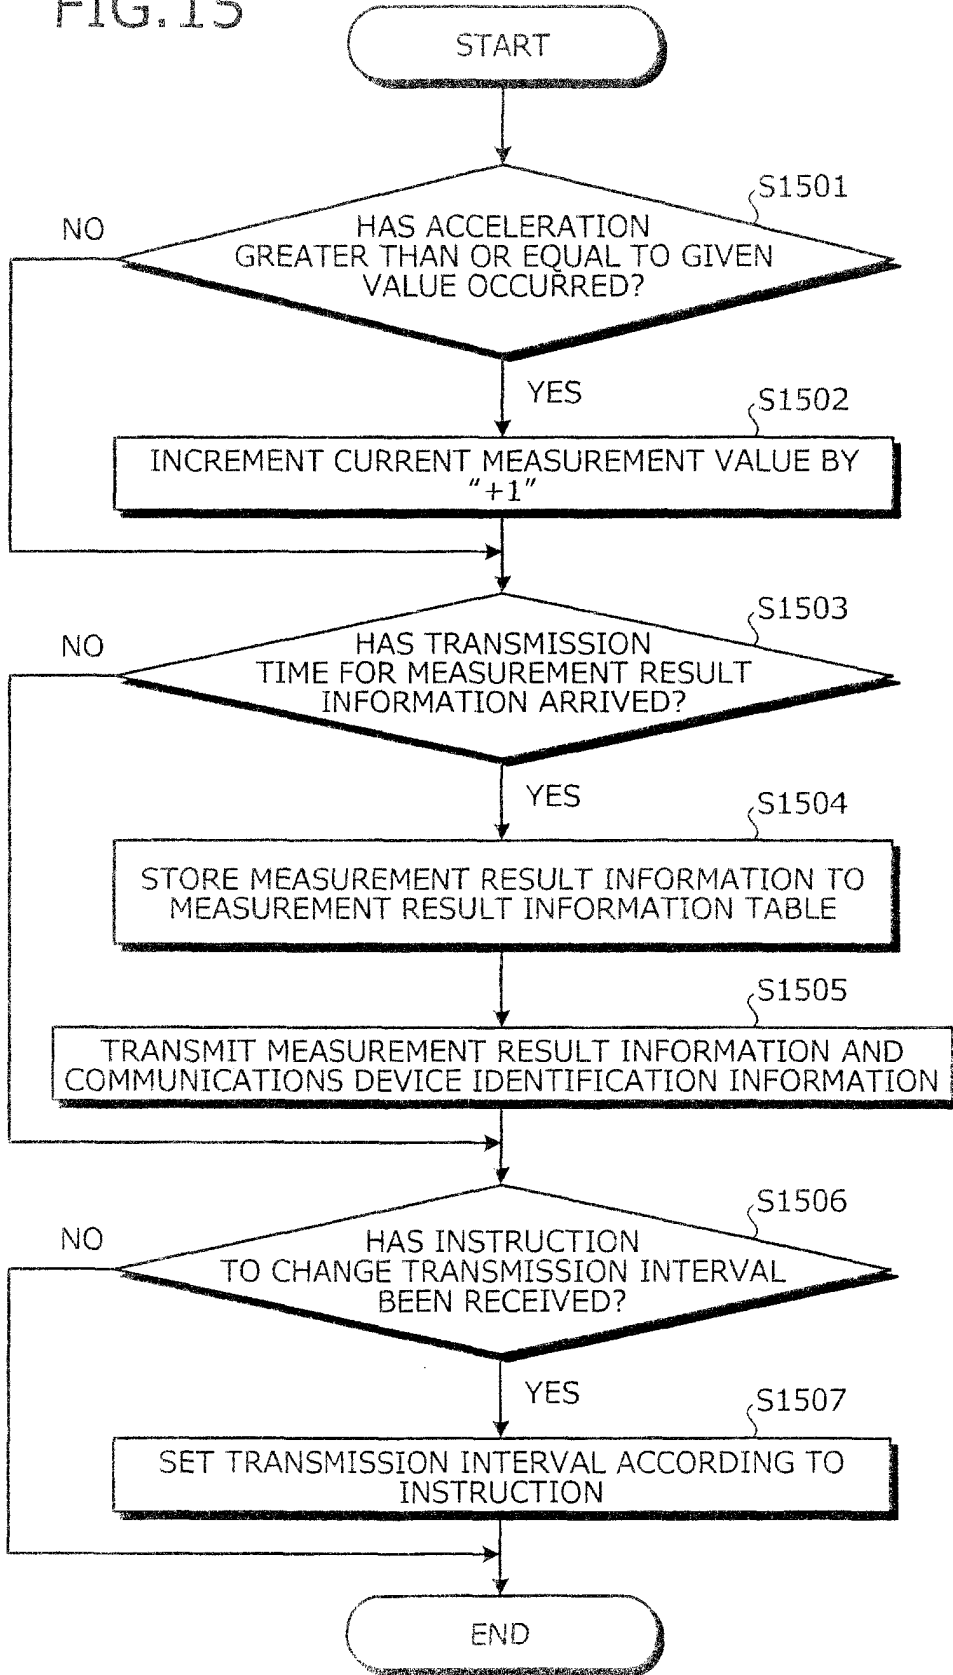 FIG.15
START
S1501
NO
HAS ACCELERATION
GREATER THAN OR EQUAL TO GIVEN
VALUE OCCURRED?
YES
S1502
INCREMENT CURRENT MEASUREMENT VALUE BY
"+1"
S1503
NO
HAS TRANSMISSION
TIME FOR MEASUREMENT RESULT
INFORMATION ARRIVED?
YES
S1504
STORE MEASUREMENT RESULT INFORMATION TO
MEASUREMENT RESULT INFORMATION TABLE
S1505
TRANSMIT MEASUREMENT RESULT INFORMATION AND
COMMUNICATIONS DEVICE IDENTIFICATION INFORMATION
S1506
NO
HAS INSTRUCTION
TO CHANGE TRANSMISSION INTERVAL
BEEN RECEIVED?
YES
S1507
SET TRANSMISSION INTERVAL ACCORDING TO
INSTRUCTION
END